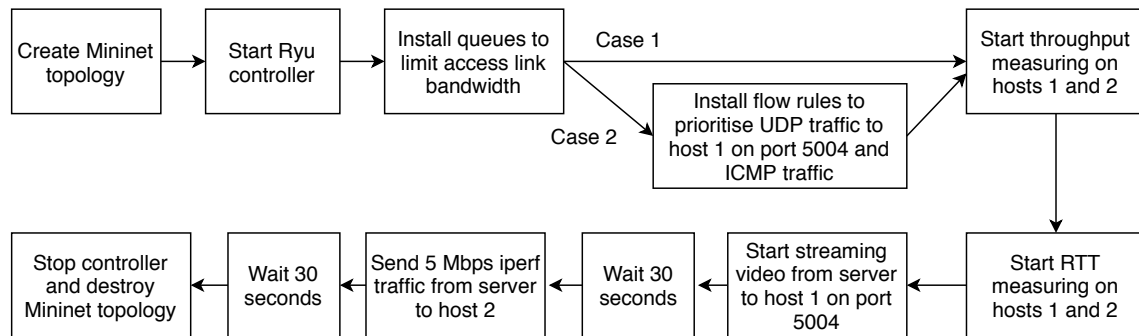 Create Mininet
topology
Start Ryu
controller
Install queues to
limit access link
bandwidth
Case 1
Case 2
Install flow rules to
prioritise UDP traffic to
host 1 on port 5004 and
ICMP traffic
Start throughput
measuring on
hosts 1 and 2
Start RTT
measuring on
hosts 1 and 2
Start streaming
video from server
to host 1 on port
5004
Wait 30
seconds
Send 5 Mbps iperf
traffic from server
to host 2
Wait 30
seconds
Stop controller
and destroy
Mininet topology